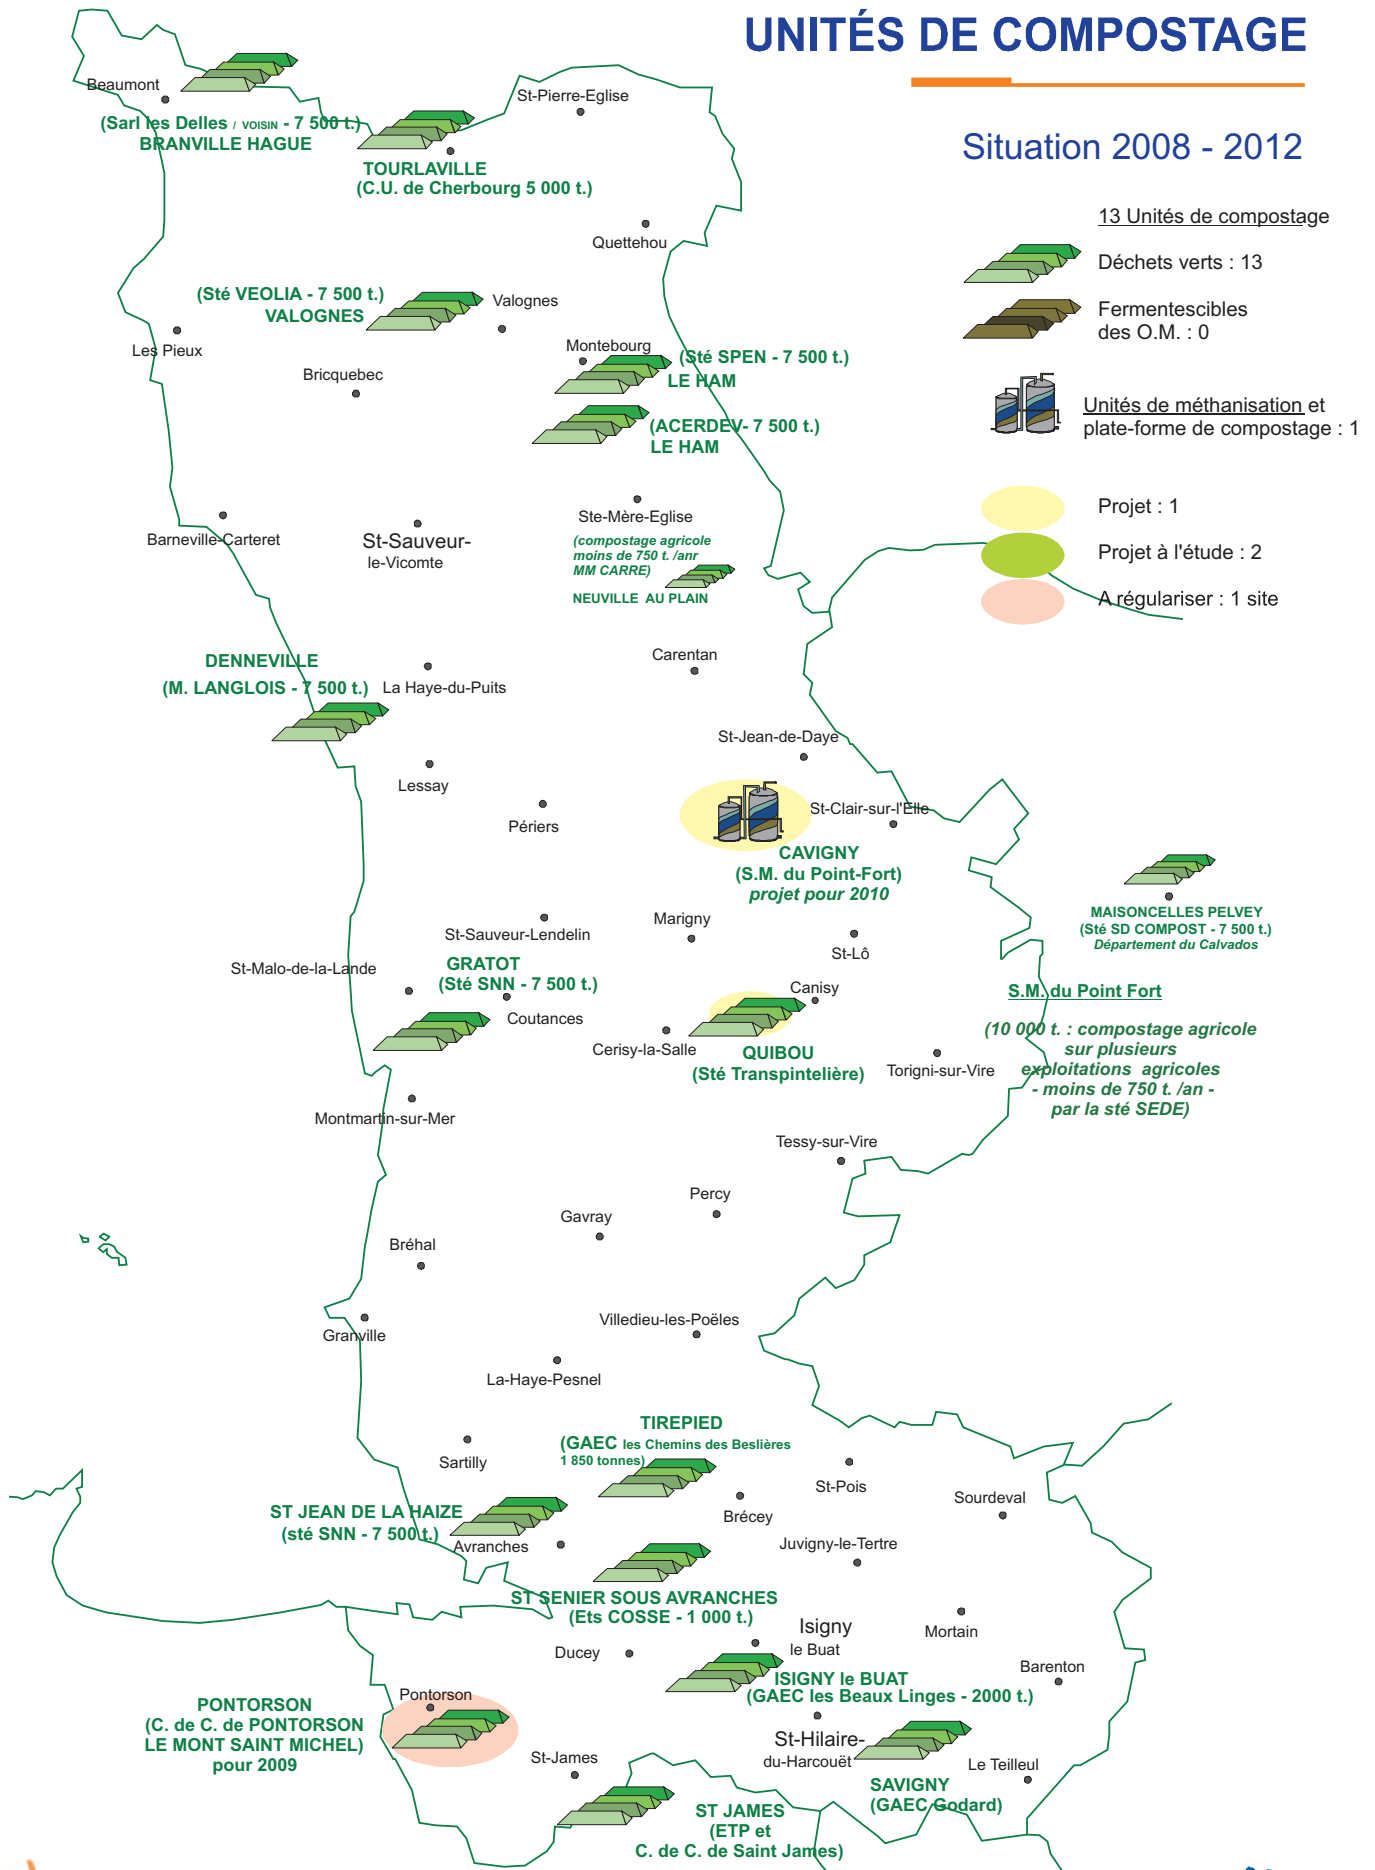 UNITÉS DE COMPOSTAGE
Situation 2008 - 2012
13 Unités de compostage
Déchets verts : 13
Fermentescibles
des O.M. : 0
Unités de méthanisation et
plate-forme de compostage : 1
Projet : 1
Projet à l'étude : 2
A régulariser : 1 site
Beaumont
(Sarl les Delles / VOISIN - 7 500 t.)
BRANVILLE HAGUE
St-Pierre-Eglise
TOURLAVILLE
(C.U. de Cherbourg 5 000 t.)
Quettehou
(Sté VEOLIA - 7 500 t.)
VALOGNES
Valognes
Les Pieux
Bricquebec
Montebourg
(Sté SPEN - 7 500 t.)
LE HAM
(ACERDEV- 7 500 t.)
LE HAM
Ste-Mère-Eglise
(compostage agricole
moins de 750 t. /anr
MM CARRE)
NEUVILLE AU PLAIN
Barneville-Carteret
St-Sauveur-
le-Vicomte
Carentan
DENNEVILLE
(M. LANGLOIS - 7 500 t.)
La Haye-du-Puits
St-Jean-de-Daye
Lessay
Périers
St-Clair-sur-l'Elle
CAVIGNY
(S.M. du Point-Fort)
projet pour 2010
MAISONCELLES PELVEY
(Sté SD COMPOST - 7 500 t.)
Département du Calvados
Marigny
St-Sauveur-Lendelin
St-Lô
St-Malo-de-la-Lande
GRATOT
(Sté SNN - 7 500 t.)
Coutances
Canisy
S.M. du Point Fort
(10 000 t. : compostage agricole
sur plusieurs
exploitations agricoles
- moins de 750 t. /an -
par la sté SEDE)
Cerisy-la-Salle
QUIBOU
(Sté Transpintelière)
Torigni-sur-Vire
Montmartin-sur-Mer
Tessy-sur-Vire
Percy
Gavray
Bréhal
Granville
Villedieu-les-Poëles
La-Haye-Pesnel
TIREPIED
(GAEC les Chemins des Beslières
1 850 tonnes)
Sartilly
St-Pois
Sourdeval
Brécey
ST JEAN DE LA HAIZE
(sté SNN - 7 500 t.)
Avranches
Juvigny-le-Tertre
ST SENIER SOUS AVRANCHES
(Ets COSSE - 1 000 t.)
Isigny
le Buat
Mortain
Ducey
Barenton
ISIGNY le BUAT
(GAEC les Beaux Linges - 2000 t.)
Pontorson
PONTORSON
(C. de C. de PONTORSON
LE MONT SAINT MICHEL)
pour 2009
St-Hilaire-
du-Harcouët
St-James
Le Teilleul
SAVIGNY
(GAEC Godard)
ST JAMES
(ETP et
C. de C. de Saint James)